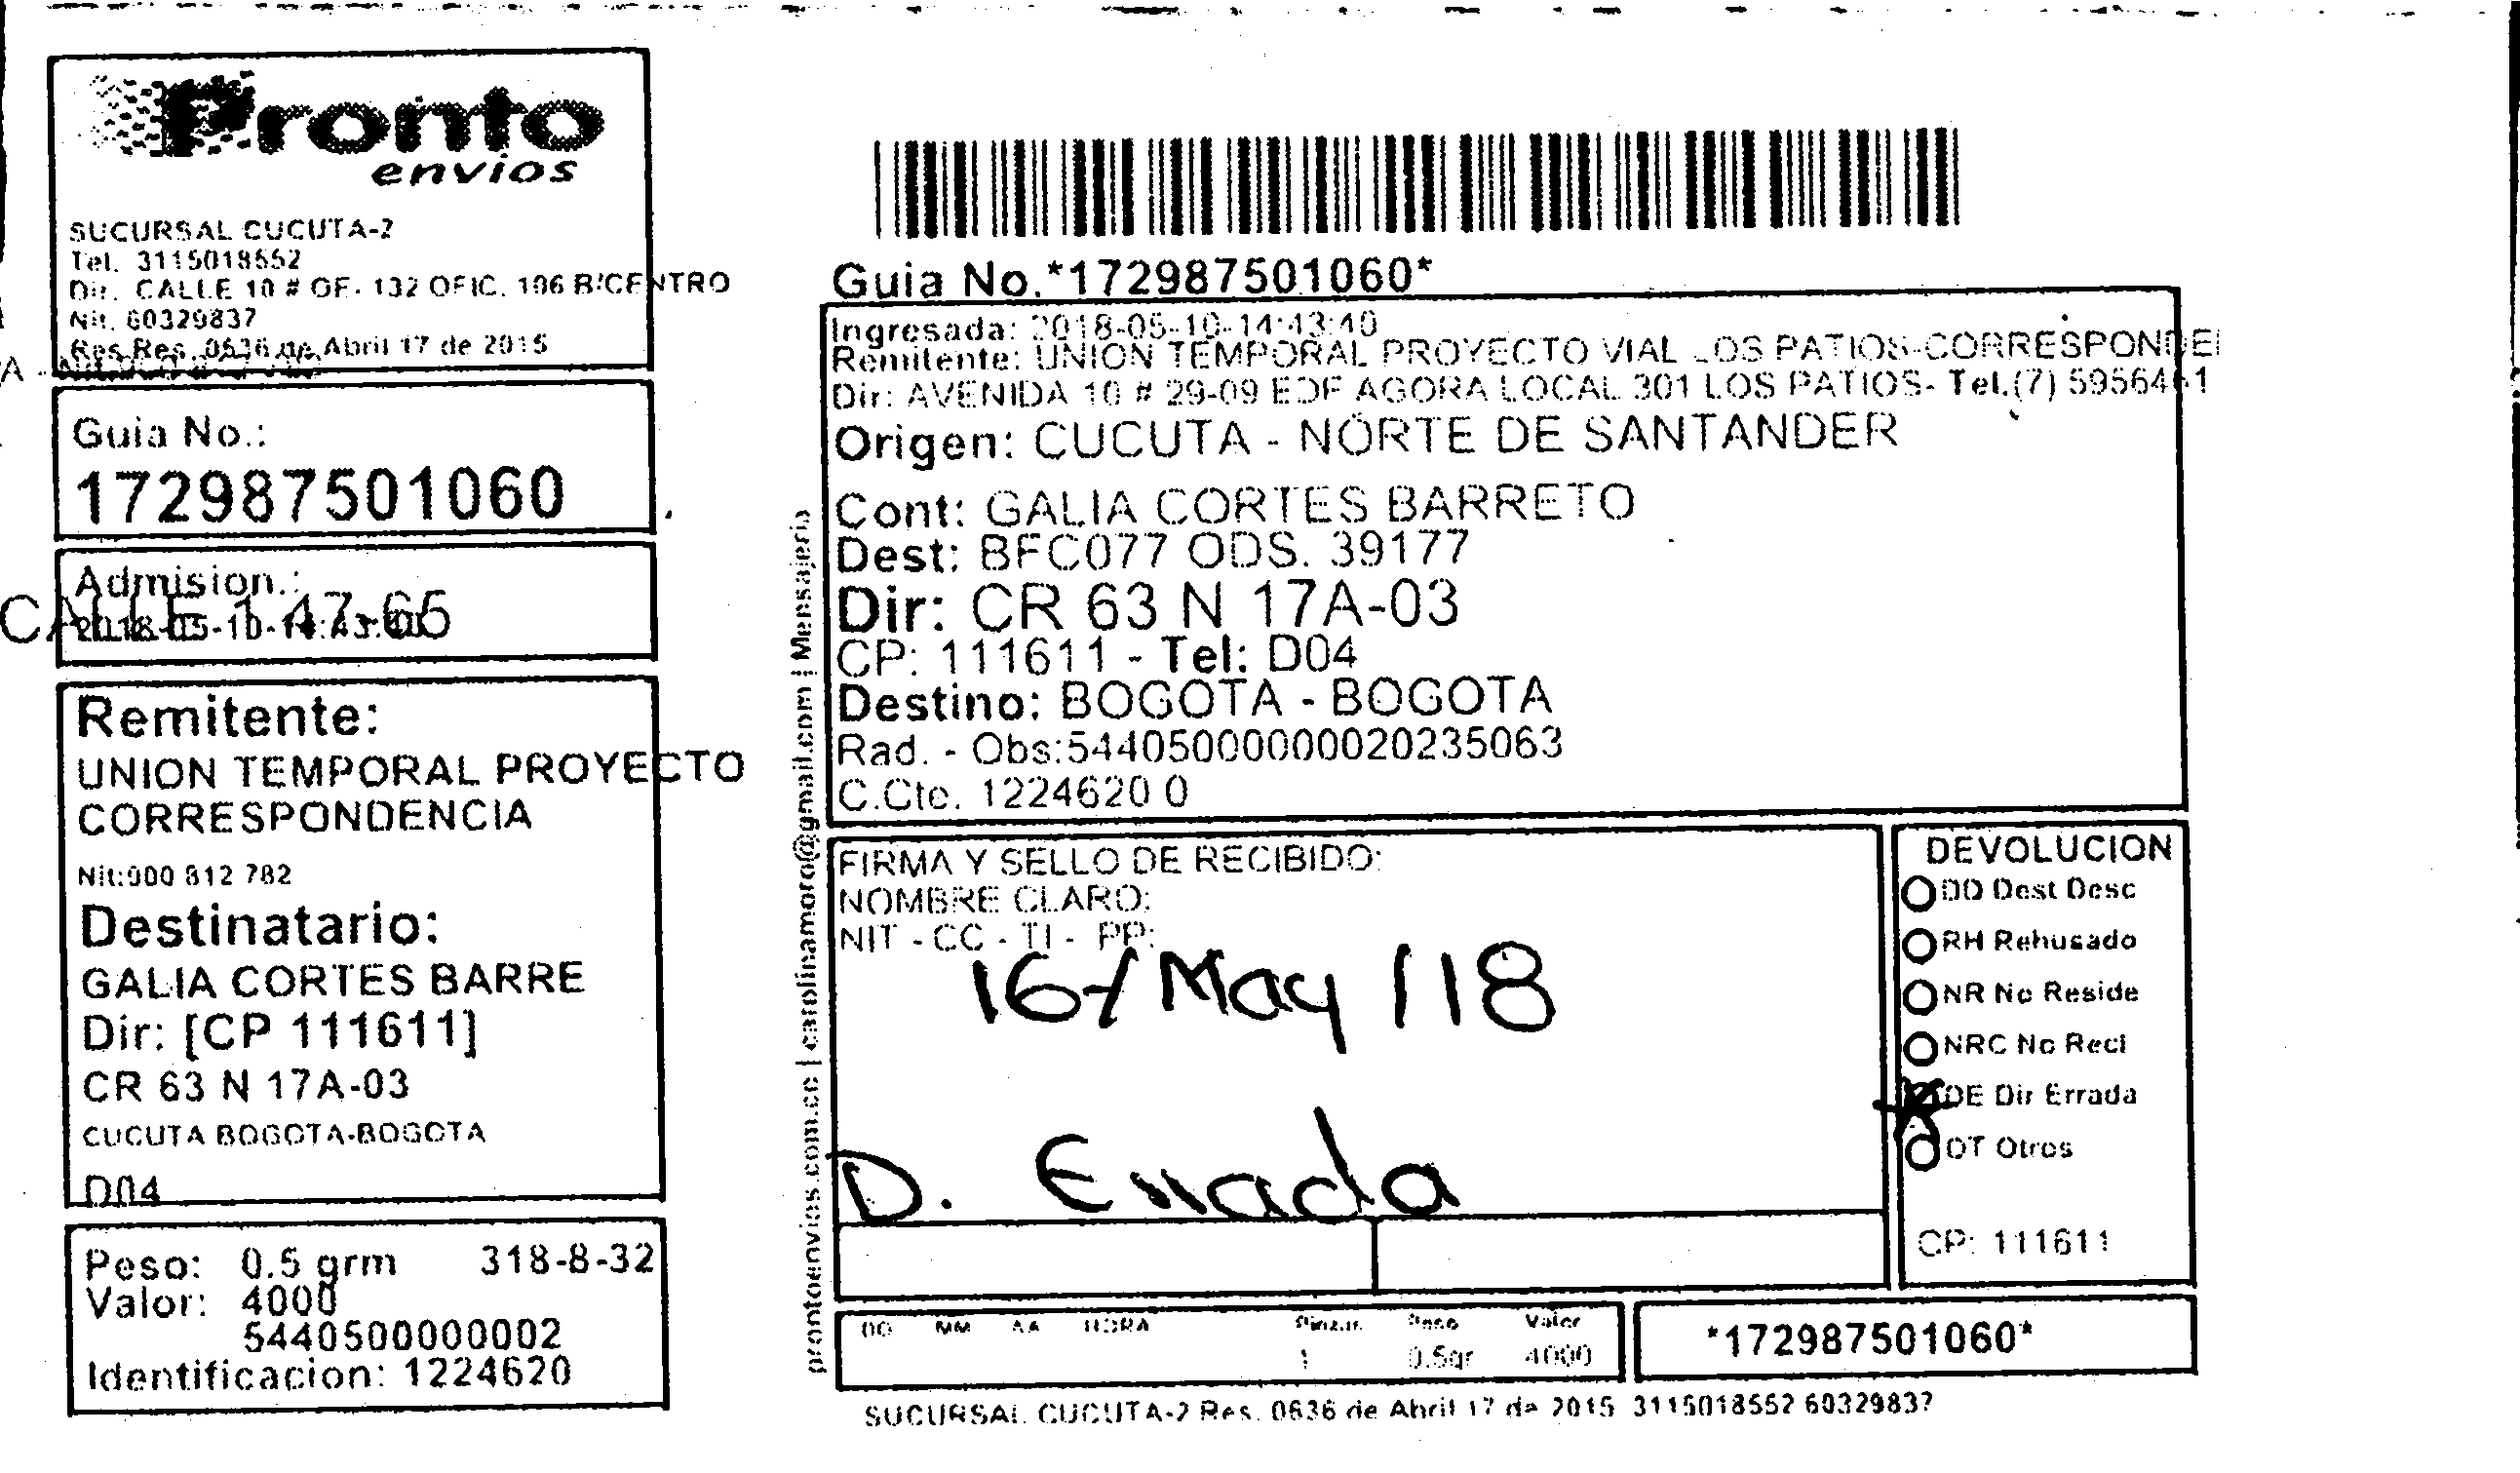 Pronto
envios
SUCURSAL CUCUTA-2
Tel. 3115018552
Dir. CALLE 10 # OF- 132 OFIC. 106 B/CENTRO
Nit. 60329837
Res.Res. 0636 de Abril 17 de 2015
Guia No.:
172987501060
Admision.:
2018-05-10-14:43:40
CALLE 1 47-65
Remitente:
UNION TEMPORAL PROYECTO
CORRESPONDENCIA
Nit:900 812 782
Destinatario:
GALIA CORTES BARRE
Dir: [CP 111611]
CR 63 N 17A-03
CUCUTA BOGOTA-BOGOTA
D04
Peso: 0.5 grm 318-8-32
Valor: 4000
5440500000002
Identificacion: 1224620
prontoenvios.com.co | carolinamoro@gmail.com | Mensajeria
Guia No.*172987501060*
Ingresada: 2018-05-10-14:43:40
Remitente: UNION TEMPORAL PROYECTO VIAL LOS PATIOS-CORRESPONDE
Dir: AVENIDA 10 # 29-09 EDF AGORA LOCAL 301 LOS PATIOS- Tel.(7) 5956461
Origen: CUCUTA - NORTE DE SANTANDER
Cont: GALIA CORTES BARRETO
Dest: BFC077 ODS. 39177
Dir: CR 63 N 17A-03
CP: 111611 - Tel: D04
Destino: BOGOTA - BOGOTA
Rad. - Obs:544050000000020235063
C.Cte. 1224620 0
FIRMA Y SELLO DE RECIBIDO:
NOMBRE CLARO:
NIT - CC - TI - PP:
16/May/18
D. Errada
DEVOLUCION
DD Dest Desc
RH Rehusado
NR No Reside
NRC No Recl
DE Dir Errada
OT Otros
CP: 111611
DD MM AA HORA Piezas Peso Valor
1 0.5gr 4000
*172987501060*
SUCURSAL CUCUTA-2 Res. 0636 de Abril 17 de 2015 3115018552 60329837